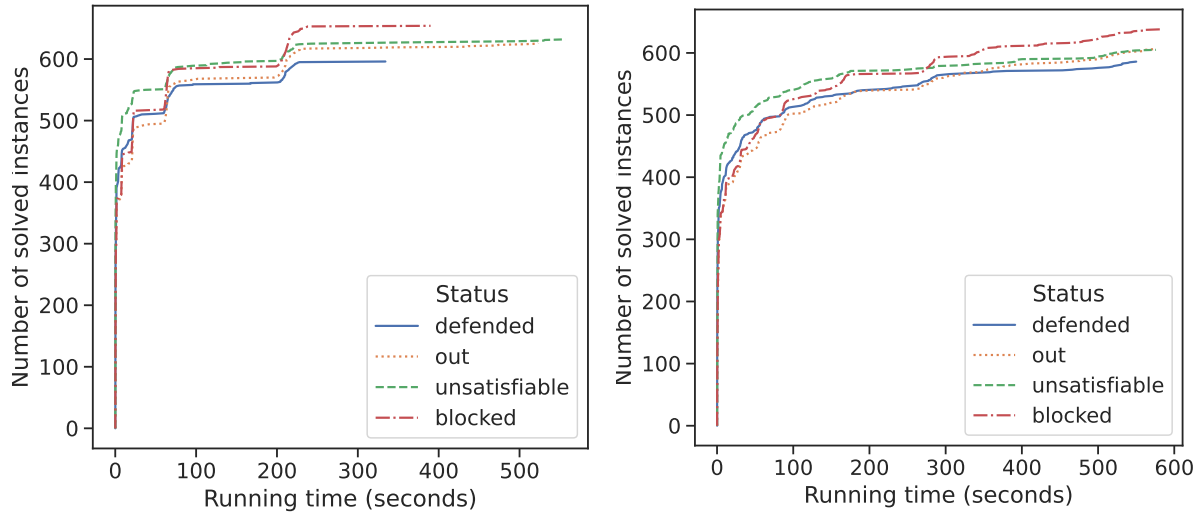 Number of solved instances
600
500
400
300
200
100
0
0 100 200 300 400 500
Running time (seconds)
Status
defended
out
unsatisfiable
blocked
Number of solved instances
600
500
400
300
200
100
0
0 100 200 300 400 500 600
Running time (seconds)
Status
defended
out
unsatisfiable
blocked